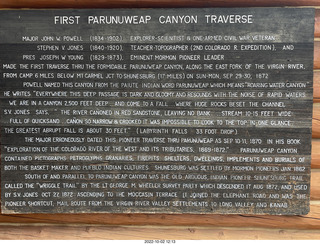 FIRST PARUNUWEAP CANYON TRAVERSE
MAJOR JOHN W. POWELL (1834-1902), EXPLORER-SCIENTIST & ONE ARMED CIVIL WAR VETERAN;
STEPHEN V. JONES (1840-1920), TEACHER-TOPOGRAPHER (2ND COLORADO R. EXPEDITION); AND
PRES. JOSEPH W. YOUNG (1829-1873), EMINENT MORMON PIONEER LEADER
MADE THE FIRST TRIP THRU THE FORMIDABLE PARUNUWEAP CANYON, ALONG THE EAST FORK OF THE VIRGIN RIVER,
FROM CAMP 6 MILES BELOW MT. CARMEL JCT. TO SHUNESBURG (17 MILES) ON SUN-MON, SEP. 29-30, 1872.
POWELL NAMED THIS CANYON FROM THE PAIUTE INDIAN WORD PARUNUWEAP WHICH MEANS ROARING WATER CANYON.
HE WRITES "EVERYWHERE THIS DEEP PASSAGE IS DARK AND GLOOMY AND RESOUNDS WITH THE NOISE OF RAPID WATERS.
WE ARE IN A CANYON 2,500 FEET DEEP AND COME TO A FALL WHERE HUGE ROCKS BESET THE CHANNEL."
S.V. JONES SAYS: "THE RIVER CANONED IN RED SANDSTONE, LEAVING NO BANK. STREAM 10-15 FEET WIDE.
FULL OF QUICKSAND. CANON SO NARROW & CROOKED IT WAS IMPOSSIBLE TO LOOK TO THE TOP. IN ONE GLANCE.
THE GREATEST ABRUPT FALL IS ABOUT 30 FEET." (LABYRINTH FALLS - 33 FOOT DROP.)
THE MAJOR ERRONEOUSLY DATED THIS PIONEER TRAVERSE THRU PARUNUWEAP AS SEP 10-11, 1870 IN HIS BOOK,
"EXPLORATION OF THE COLORADO RIVER OF THE WEST AND ITS TRIBUTARIES, 1869-1872." PARUNUWEAP CANYON
CONTAINED PICTOGRAPHS, PETROGLYPHS, GRANARIES, FIREPITS, SHELTERS, DWELLINGS, IMPLEMENTS AND BURIALS OF
BOTH THE BASKET MAKER AND PUEBLO INDIAN CULTURES. SHUNESBURG WAS SETTLED BY MORMON PIONEERS JAN 1862.
SOUTH OF AND PARALLEL TO PARUNUWEAP CANYON WAS THE OLD ARDUOUS, INDIAN PIONEER SHUNESBURG TRAIL
CALLED THE "WRIGGLE TRAIL" BY THE LT. GEORGE M. WHEELER SURVEY PARTY WHICH DESCENDED IT AUG 1872, AND USED
BY S.V. JONES OCT 22, 1872. ASCENDING TO THE MOCCASIN TERRACE, IT JOINED THE ELEPHANT ROAD AND WAS THE
PIONEER SHORTCUT, MAIL ROUTE FROM THE VIRGIN RIVER VALLEY SETTLEMENTS TO LONG VALLEY AND KANAB.
2022-10-02 12:13